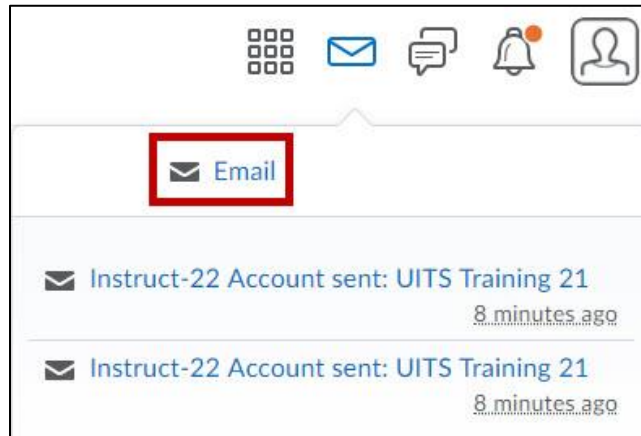 Email
Instruct-22 Account sent: UITS Training 21
8 minutes ago
Instruct-22 Account sent: UITS Training 21
8 minutes ago